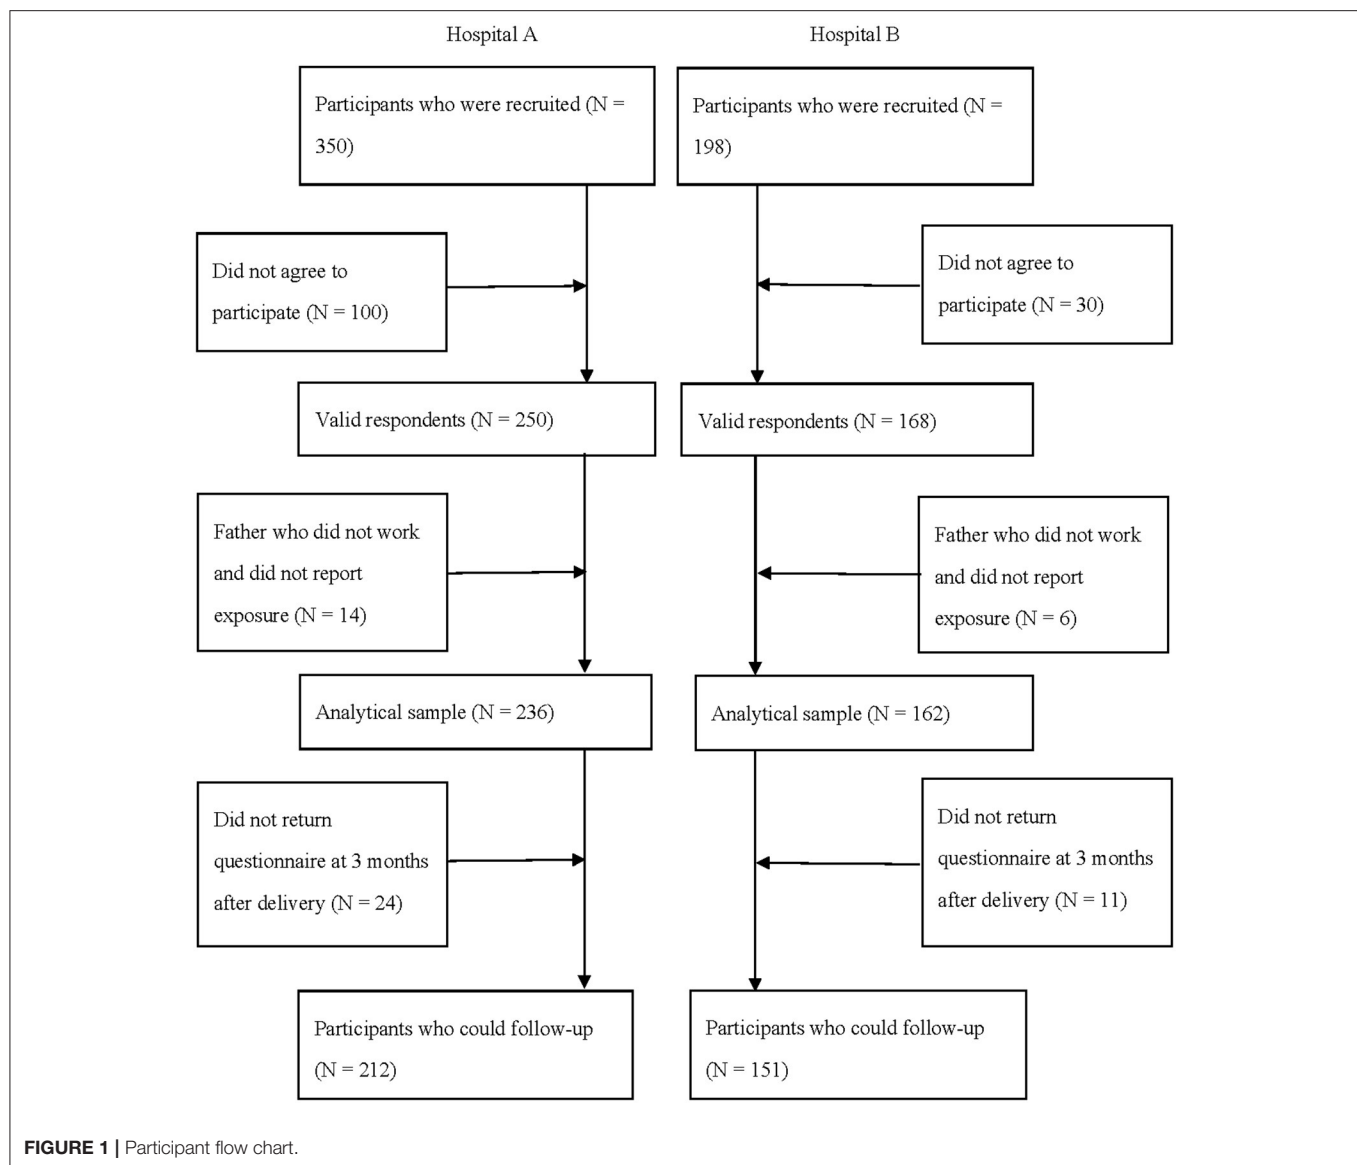 Hospital A
Hospital B
Participants who were recruited (N =
350)
Participants who were recruited (N =
198)
Did not agree to
participate (N = 100)
Did not agree to
participate (N = 30)
Valid respondents (N = 250)
Valid respondents (N = 168)
Father who did not work
and did not report
exposure (N = 14)
Father who did not work
and did not report
exposure (N = 6)
Analytical sample (N = 236)
Analytical sample (N = 162)
Did not return
questionnaire at 3 months
after delivery (N = 24)
Did not return
questionnaire at 3 months
after delivery (N = 11)
Participants who could follow-up
(N = 212)
Participants who could follow-up
(N = 151)
FIGURE 1 | Participant flow chart.